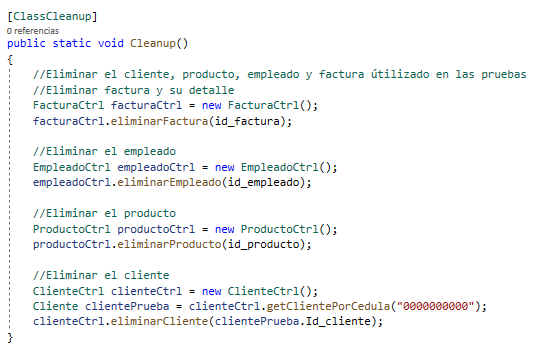 [ClassCleanup]
0 referencias
public static void Cleanup()
{
//Eliminar el cliente, producto, empleado y factura útilizado en las pruebas
//Eliminar factura y su detalle
FacturaCtrl facturaCtrl = new FacturaCtrl();
facturaCtrl.eliminarFactura(id_factura);
//Eliminar el empleado
EmpleadoCtrl empleadoCtrl = new EmpleadoCtrl();
empleadoCtrl.eliminarEmpleado(id_empleado);
//Eliminar el producto
ProductoCtrl productoCtrl = new ProductoCtrl();
productoCtrl.eliminarProducto(id_producto);
//Eliminar el cliente
ClienteCtrl clienteCtrl = new ClienteCtrl();
Cliente clientePrueba = clienteCtrl.getClientePorCedula("0000000000");
clienteCtrl.eliminarCliente(clientePrueba.Id_cliente);
}